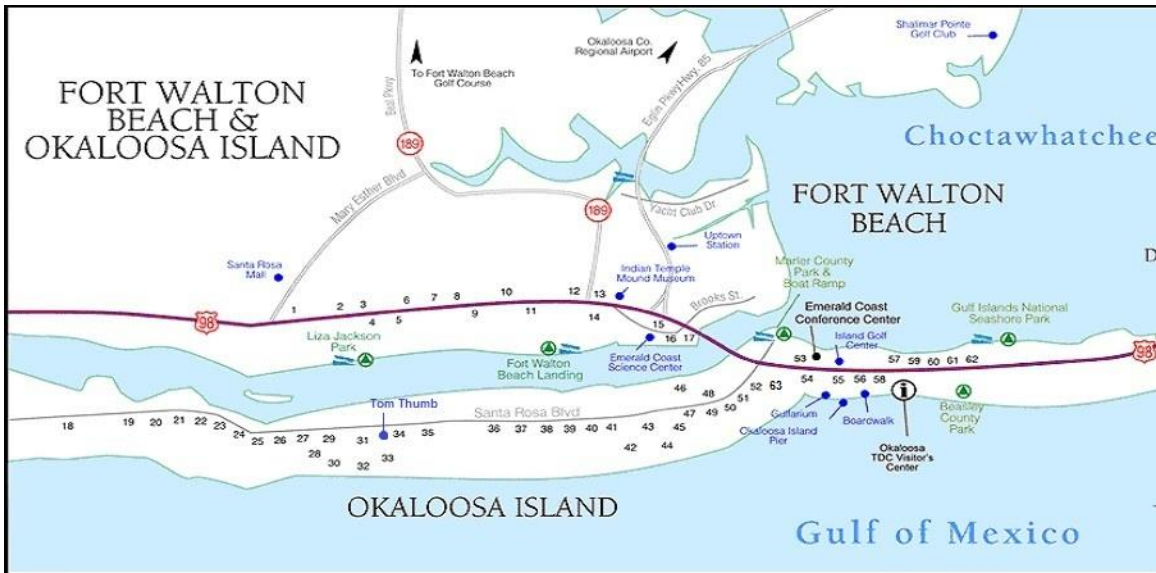 FORT WALTON
BEACH &
OKALOOSA ISLAND
To Fort Walton Beach
Golf Course
Beal Pkwy
189
Mary Esther Blvd
Okaloosa Co.
Regional Airport
Eglin PkwyHwy. 85
Shalimar Pointe
Golf Club
Choctawhatchee
FORT WALTON
BEACH
189
Yacht Club Dr.
Uptown
Station
D
Santa Rosa
Mall
Indian Temple
Mound Museum
Marler County
Park &
Boat Ramp
Brooks St.
Emerald Coast
Conference Center
Gulf Islands National
Seashore Park
98
1 2 3 4 5 6 7 8 9 10 11 12 13 14 15 16 17
Liza Jackson
Park
Fort Walton
Beach Landing
Emerald Coast
Science Center
Island Golf
Center
53 57 59 60 61 62
98
54 55 56 58
Tom Thumb
Santa Rosa Blvd
18 19 20 21 22 23 24 25 26 27 28 29 30 31 32 33 34 35 36 37 38 39 40 41 42 43 44 45 46 47 48 49 50 51 52 63
Gulfarium
Okaloosa Island
Pier
Boardwalk
i
Okaloosa
TDC Visitor's
Center
Beasley
County
Park
OKALOOSA ISLAND
Gulf of Mexico